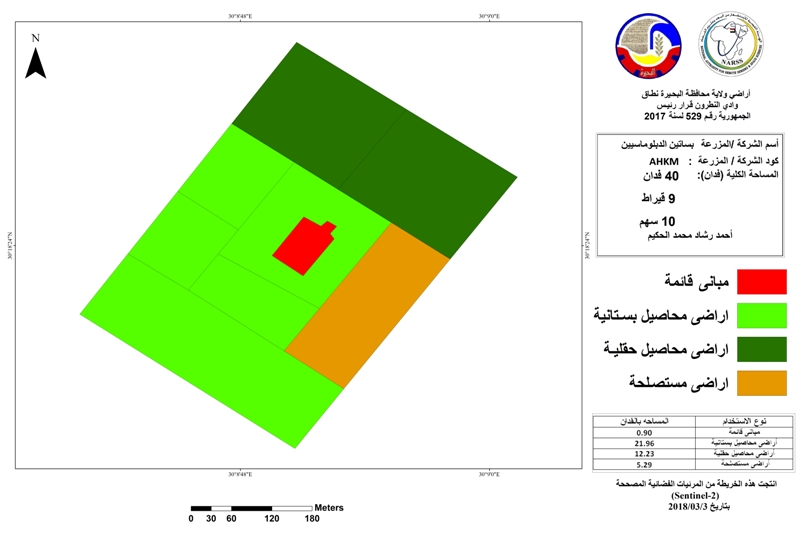 30°8'48"E
30°9'0"E
N
30°18'24"N
30°18'24"N
30°8'48"E
30°9'0"E
Meters
0 30 60 120 180
NARSS
البحيرة
أراضي ولاية محافظة البحيرة نطاق
وادي النطرون قرار رئيس
الجمهورية رقم 529 لسنة 2017
أسم الشركة /المزرعة بساتين الدبلوماسيين
كود الشركة / المزرعة : AHKM
المساحة الكلية (فدان): 40 فدان
9 قيراط
10 سهم
أحمد رشاد محمد الحكيم
مبانى قائمة
اراضى محاصيل بستانية
اراضى محاصيل حقلية
اراضى مستصلحة
نوع الاستخدام المساحه بالفدان
مبانى قائمة 0.90
أراضى محاصيل بستانية 21.96
أراضى محاصيل حقلية 12.23
اراضى مستصلحة 5.29
انتجت هذه الخريطة من المرئيات الفضائية المصححة
(Sentinel-2)
بتاريخ 2018/03/3